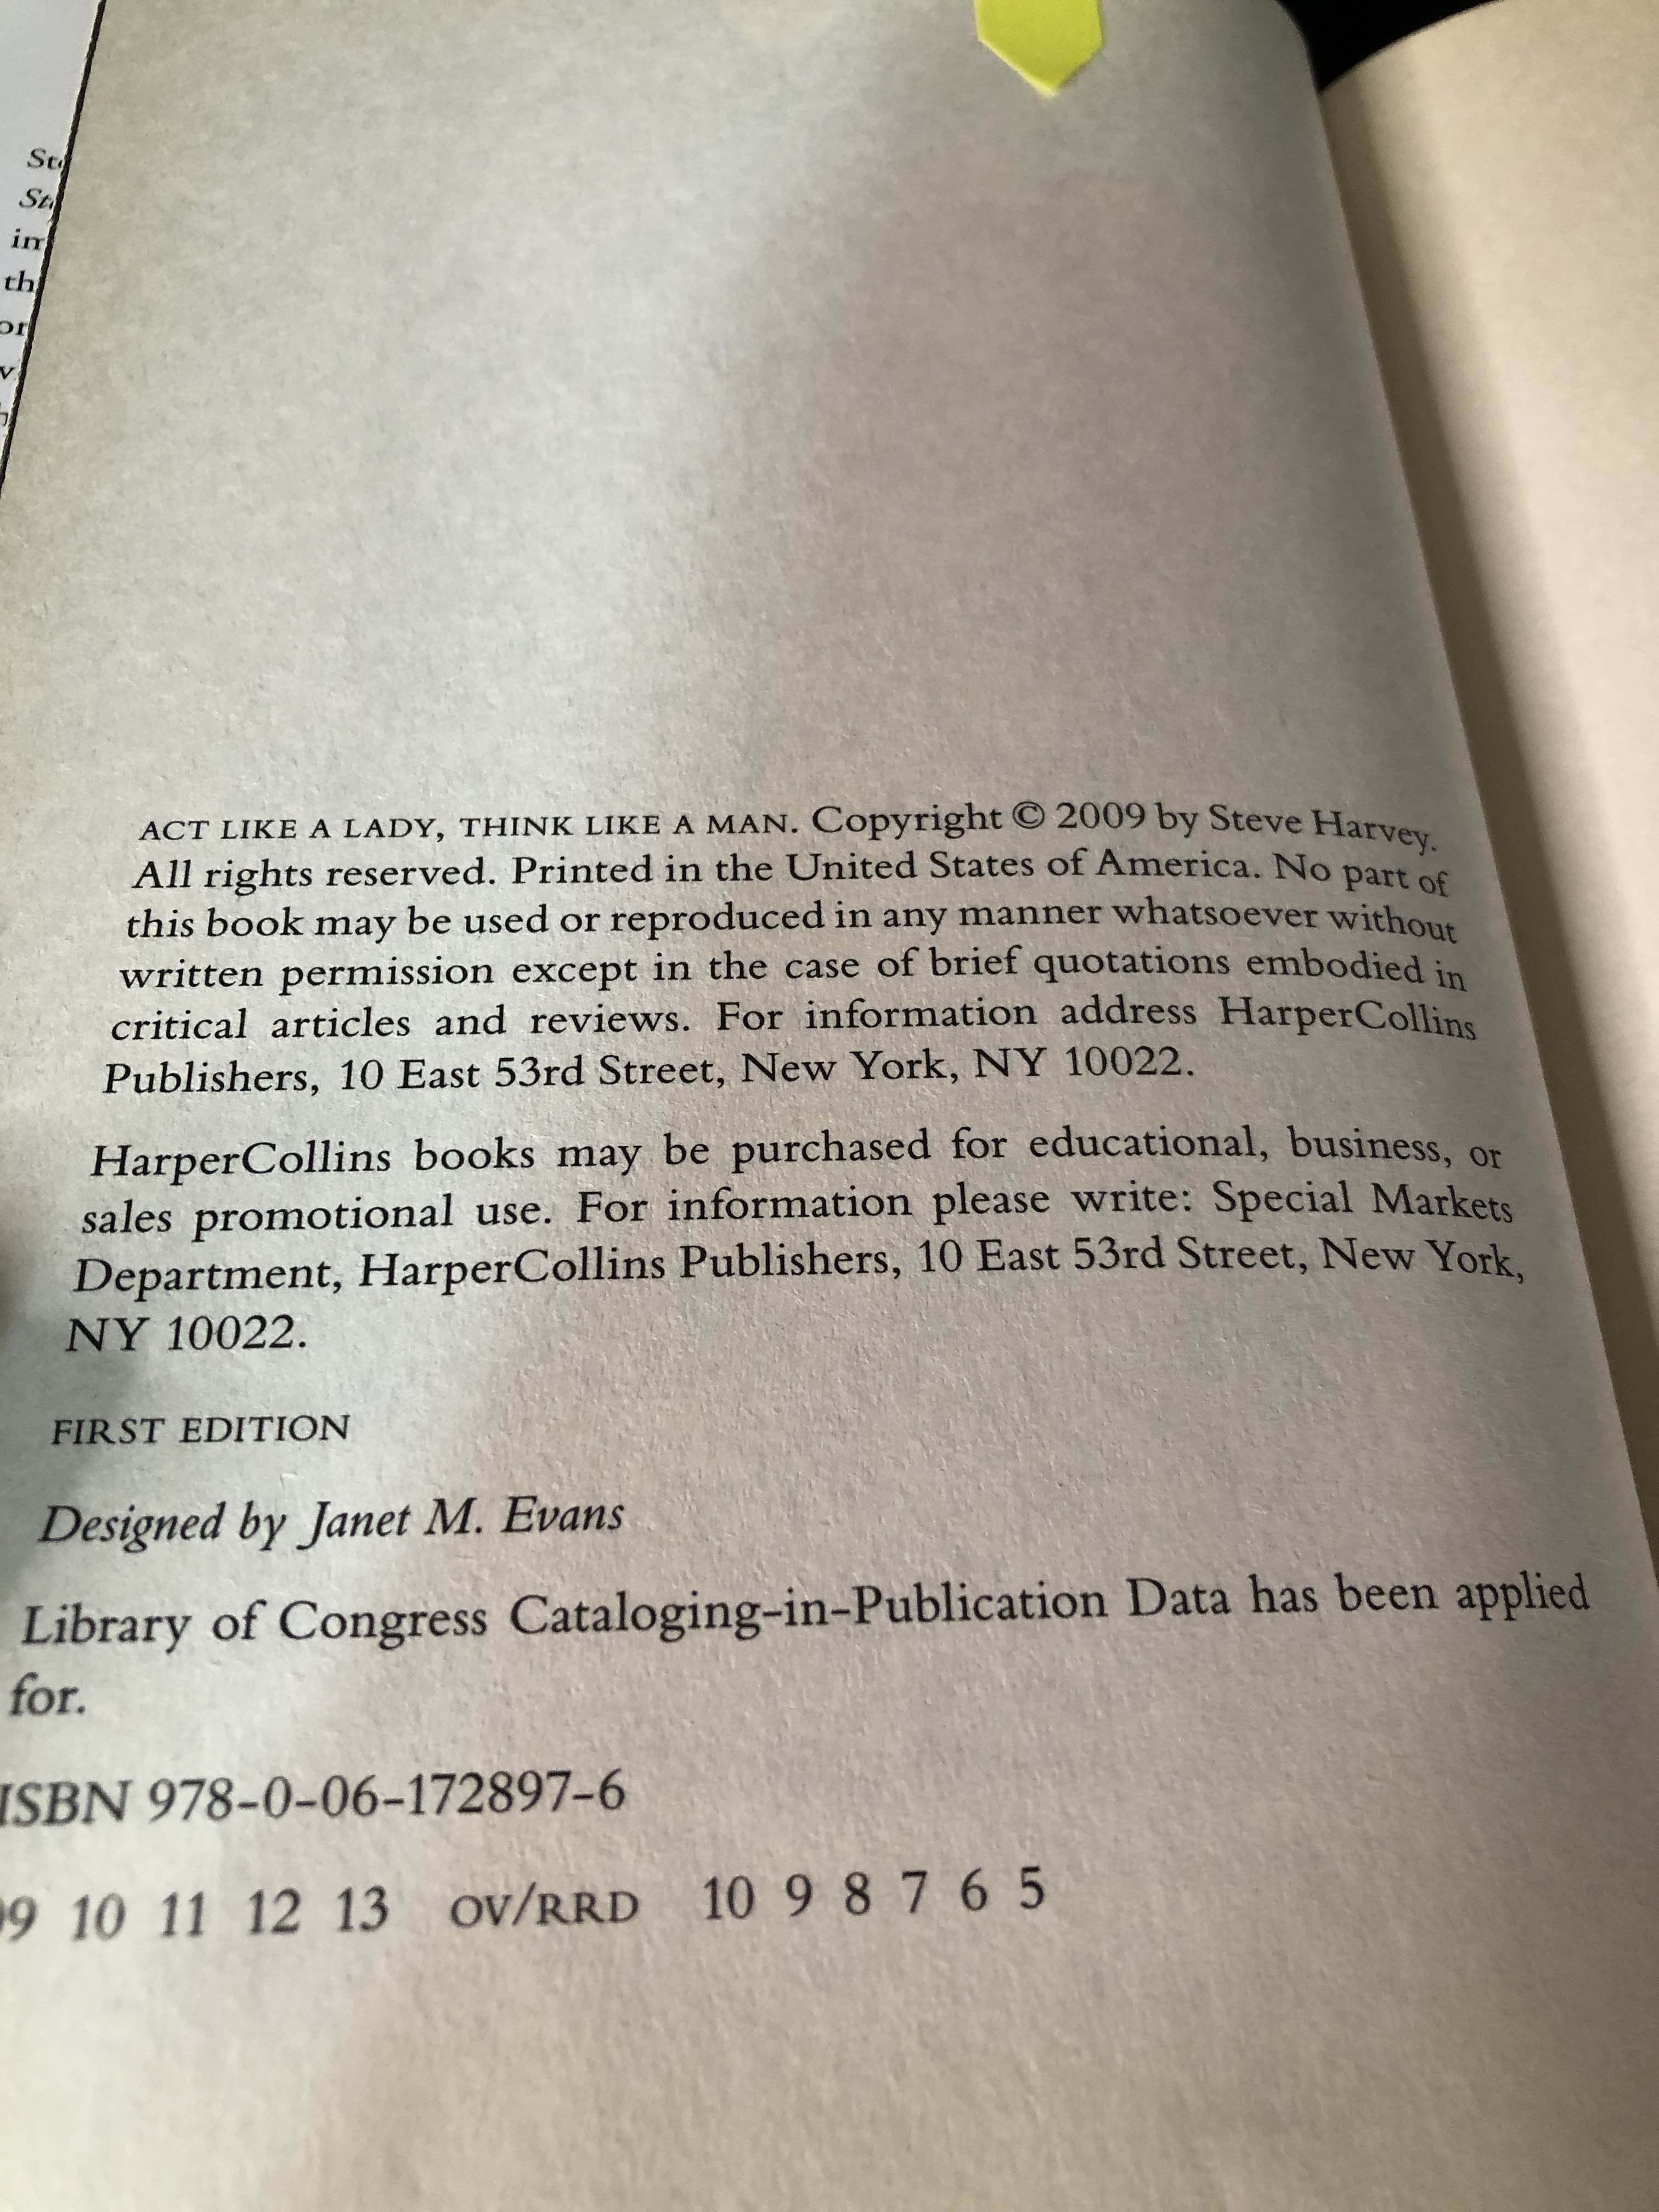 ACT LIKE A LADY, THINK LIKE A MAN. Copyright © 2009 by Steve Harvey.
All rights reserved. Printed in the United States of America. No part of
this book may be used or reproduced in any manner whatsoever without
written permission except in the case of brief quotations embodied in
critical articles and reviews. For information address HarperCollins
Publishers, 10 East 53rd Street, New York, NY 10022.
HarperCollins books may be purchased for educational, business, or
sales promotional use. For information please write: Special Markets
Department, HarperCollins Publishers, 10 East 53rd Street, New York,
NY 10022.
FIRST EDITION
Designed by Janet M. Evans
Library of Congress Cataloging-in-Publication Data has been applied
for.
ISBN 978-0-06-172897-6
9 10 11 12 13 OV/RRD 10 9 8 7 6 5